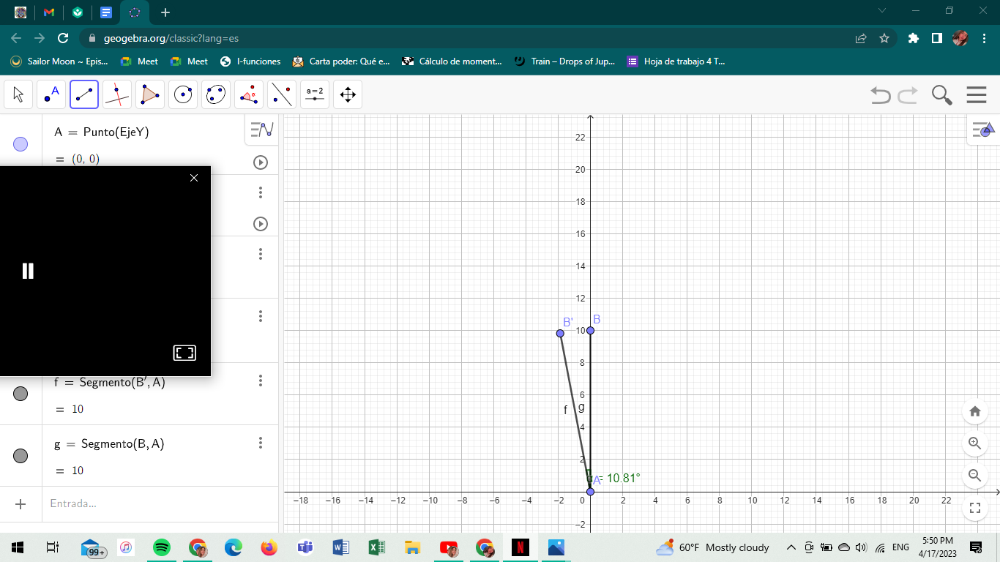 geogebra.org/classic?lang=es
Sailor Moon ~ Epis...
Meet
Meet
I-funciones
Carta poder: Qué e...
Cálculo de moment...
Train – Drops of Jup...
Hoja de trabajo 4 T...
A
a=2
A = Punto(EjeY)
= (0, 0)
f = Segmento(B′, A)
= 10
g = Segmento(B, A)
= 10
Entrada...
22
20
18
16
14
12
10
8
6
4
2
−2
B'
B
f
g
A
= 10.81°
−18 −16 −14 −12 −10 −8 −6 −4 −2 0 2 4 6 8 10 12 14 16 18 20 22
99+
60°F Mostly cloudy
ENG
5:50 PM
4/17/2023